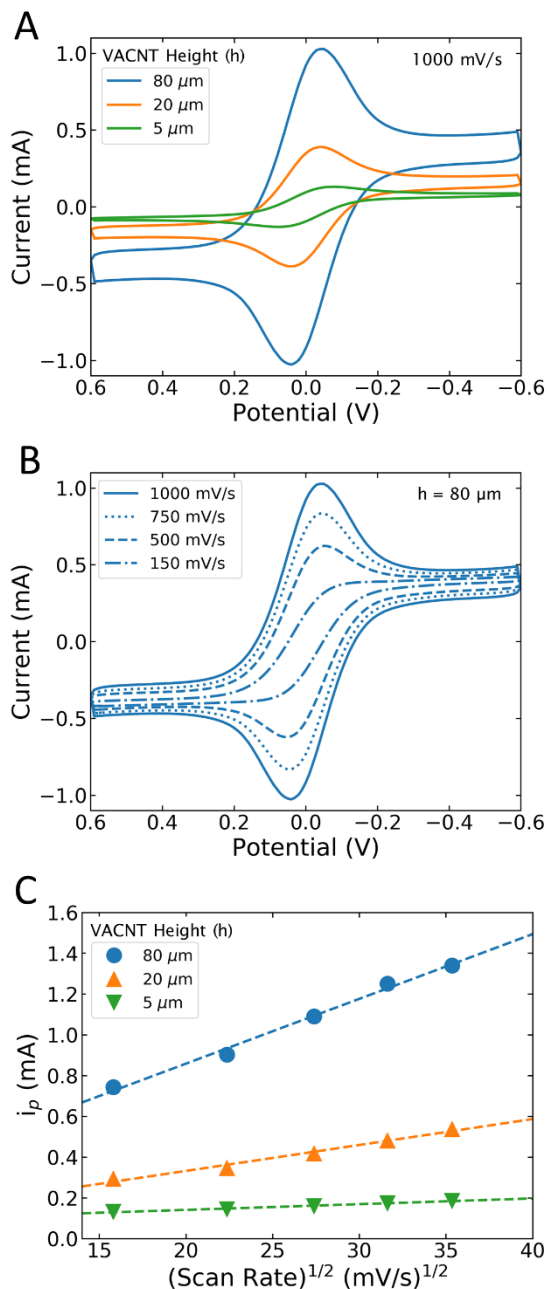 A
VACNT Height (h)
80 μm
20 μm
5 μm
1000 mV/s
1.0
0.5
0.0
−0.5
−1.0
Current (mA)
0.6
0.4
0.2
0.0
−0.2
−0.4
−0.6
Potential (V)
B
1000 mV/s
750 mV/s
500 mV/s
150 mV/s
h = 80 μm
1.0
0.5
0.0
−0.5
−1.0
Current (mA)
0.6
0.4
0.2
0.0
−0.2
−0.4
−0.6
Potential (V)
C
VACNT Height (h)
80 μm
20 μm
5 μm
1.6
1.4
1.2
1.0
0.8
0.6
0.4
0.2
0.0
i_p (mA)
15
20
25
30
35
40
(Scan Rate)^1/2 (mV/s)^1/2